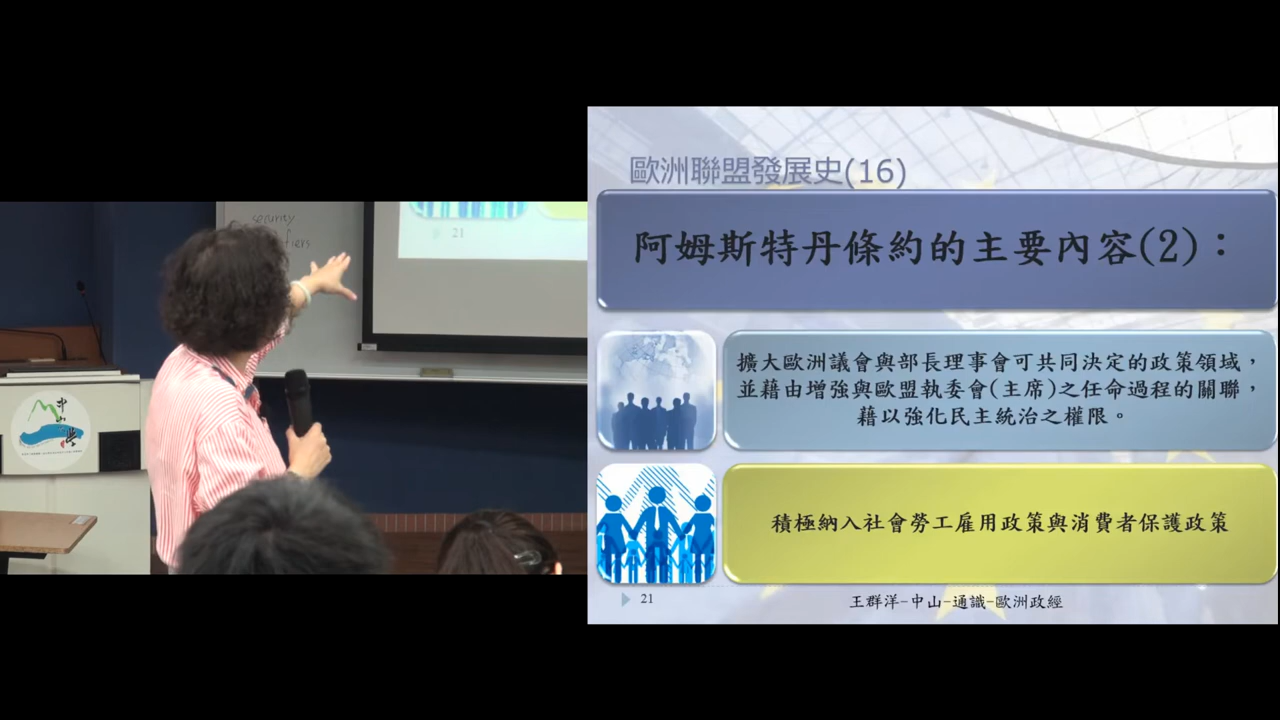 security
21
中山學
歐洲聯盟發展史(16)
阿姆斯特丹條約的主要內容(2)：
擴大歐洲議會與部長理事會可共同決定的政策領域，
並藉由增強與歐盟執委會(主席)之任命過程的關聯，
藉以強化民主統治之權限。
積極納入社會勞工雇用政策與消費者保護政策
21
王群洋-中山-通識-歐洲政經